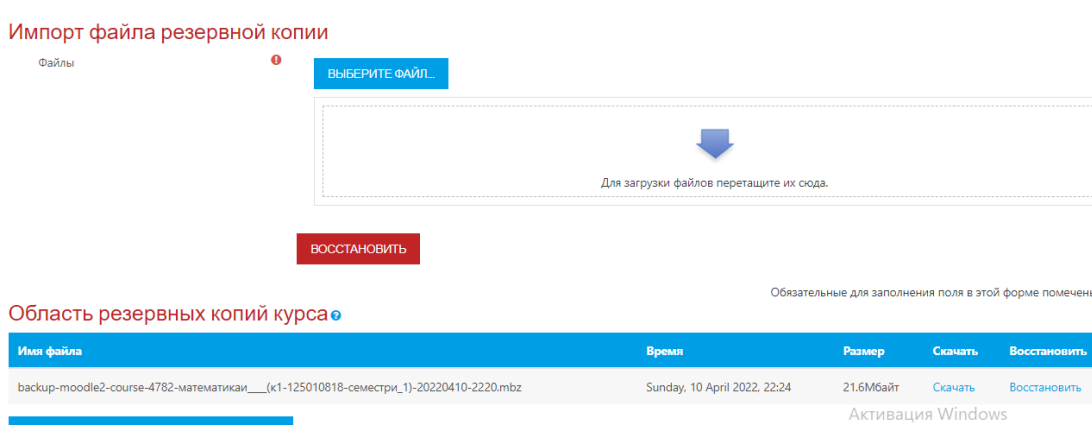 Импорт файла резервной копии
Файлы
ВЫБЕРИТЕ ФАЙЛ...
Для загрузки файлов перетащите их сюда.
ВОССТАНОВИТЬ
Обязательные для заполнения поля в этой форме помечены
Область резервных копий курса
Имя файла Время Размер Скачать Восстановить
backup-moodle2-course-4782-математикаи____(к1-125010818-семестри_1)-20220410-2220.mbz Sunday, 10 April 2022, 22:24 21.6Мбайт Скачать Восстановить
Активация Windows